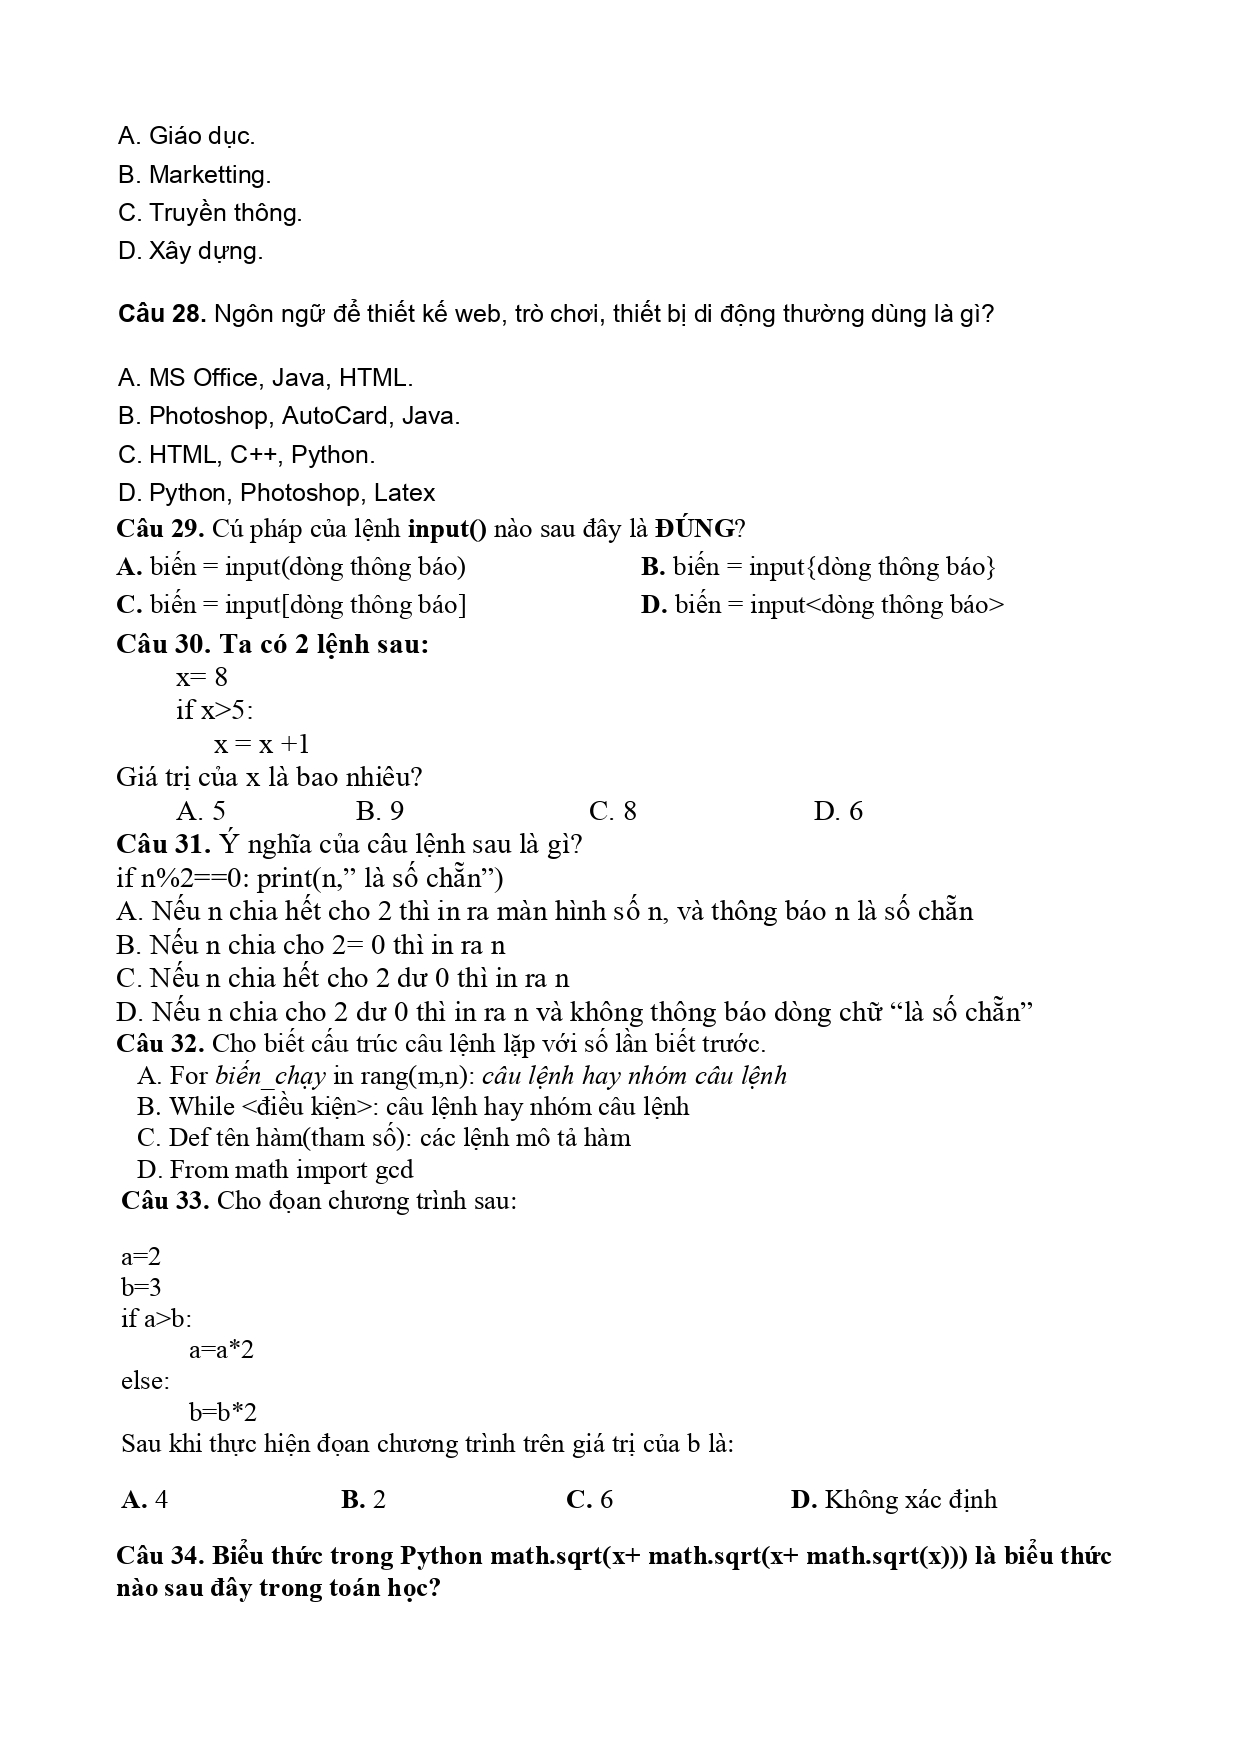 A. Giáo dục.
B. Marketting.
C. Truyền thông.
D. Xây dựng.
Câu 28. Ngôn ngữ để thiết kế web, trò chơi, thiết bị di động thường dùng là gì?
A. MS Office, Java, HTML.
B. Photoshop, AutoCard, Java.
C. HTML, C++, Python.
D. Python, Photoshop, Latex
Câu 29. Cú pháp của lệnh input() nào sau đây là ĐÚNG?
A. biến = input(dòng thông báo) B. biến = input{dòng thông báo}
C. biến = input[dòng thông báo] D. biến = input<dòng thông báo>
Câu 30. Ta có 2 lệnh sau:
x= 8
if x>5:
x = x +1
Giá trị của x là bao nhiêu?
A. 5 B. 9 C. 8 D. 6
Câu 31. Ý nghĩa của câu lệnh sau là gì?
if n%2==0: print(n,” là số chẵn”)
A. Nếu n chia hết cho 2 thì in ra màn hình số n, và thông báo n là số chẵn
B. Nếu n chia cho 2= 0 thì in ra n
C. Nếu n chia hết cho 2 dư 0 thì in ra n
D. Nếu n chia cho 2 dư 0 thì in ra n và không thông báo dòng chữ “là số chẵn”
Câu 32. Cho biết cấu trúc câu lệnh lặp với số lần biết trước.
A. For biến_chạy in rang(m,n): câu lệnh hay nhóm câu lệnh
B. While <điều kiện>: câu lệnh hay nhóm câu lệnh
C. Def tên hàm(tham số): các lệnh mô tả hàm
D. From math import gcd
Câu 33. Cho đọan chương trình sau:
a=2
b=3
if a>b:
a=a*2
else:
b=b*2
Sau khi thực hiện đọan chương trình trên giá trị của b là:
A. 4 B. 2 C. 6 D. Không xác định
Câu 34. Biểu thức trong Python math.sqrt(x+ math.sqrt(x+ math.sqrt(x))) là biểu thức
nào sau đây trong toán học?